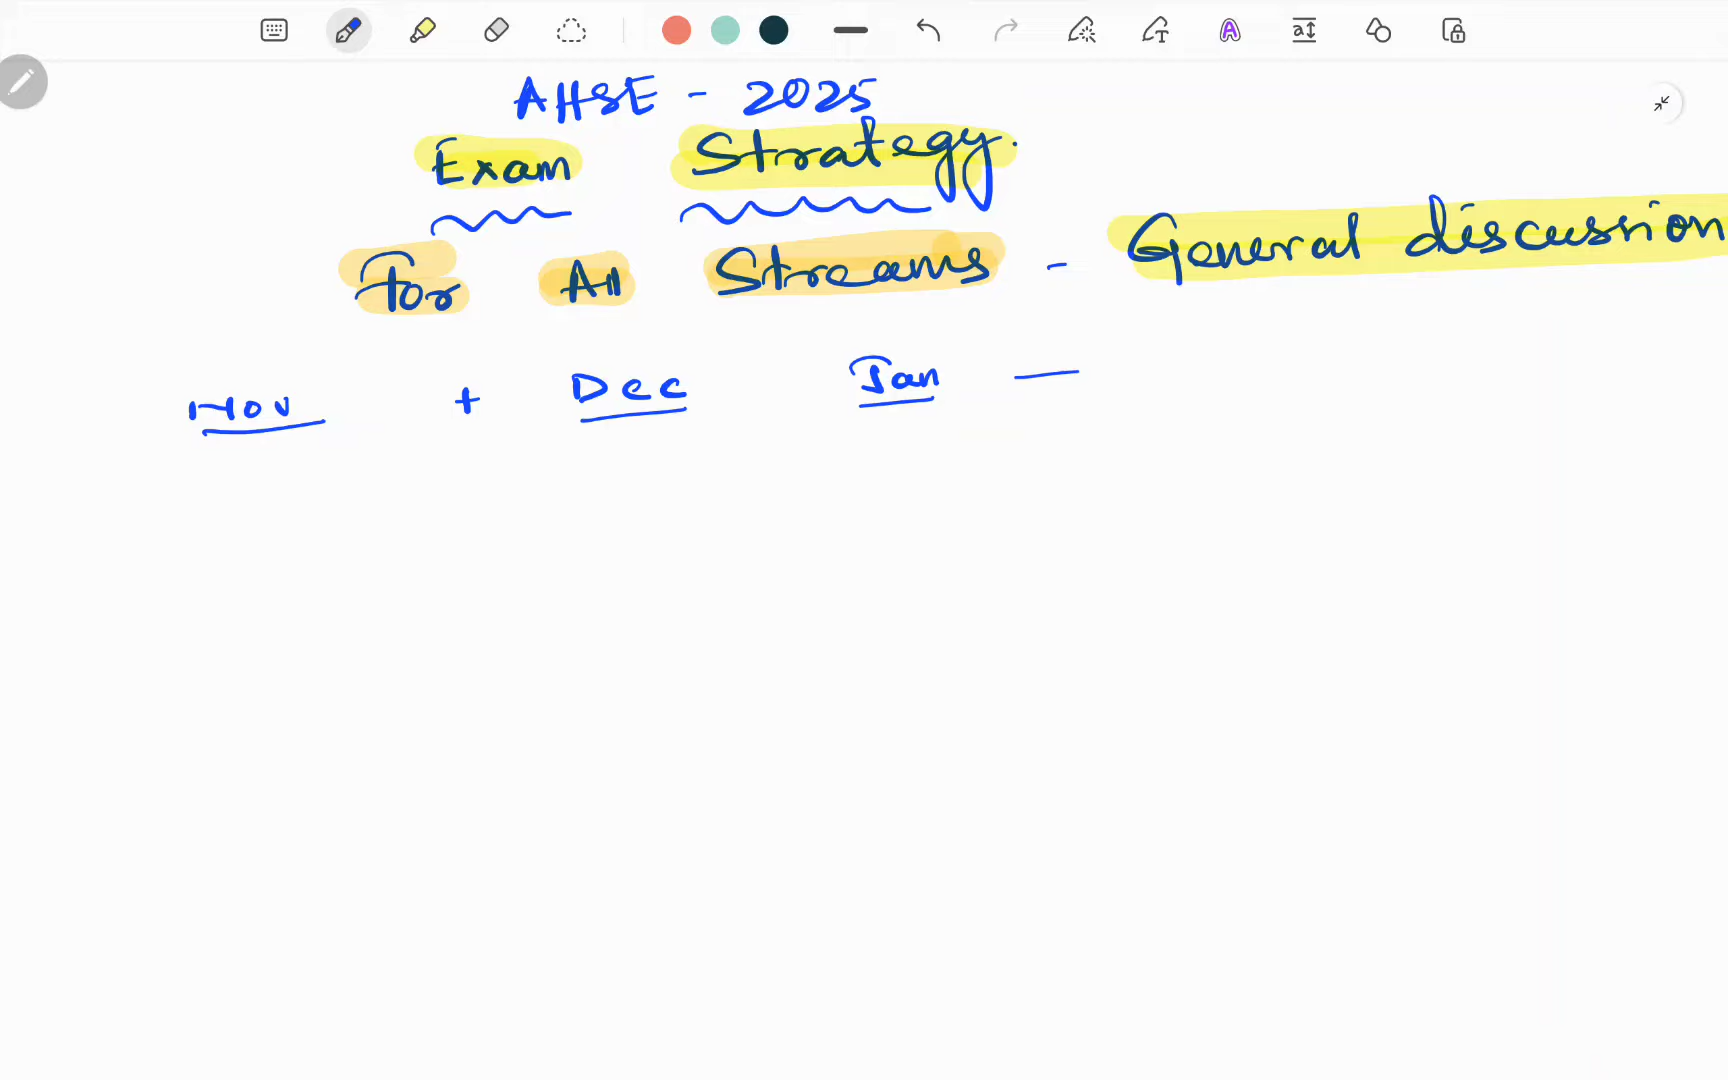 AHSE - 2025
Exam Strategy.
For All Streams - General discussion
Nov + Dec Jan —